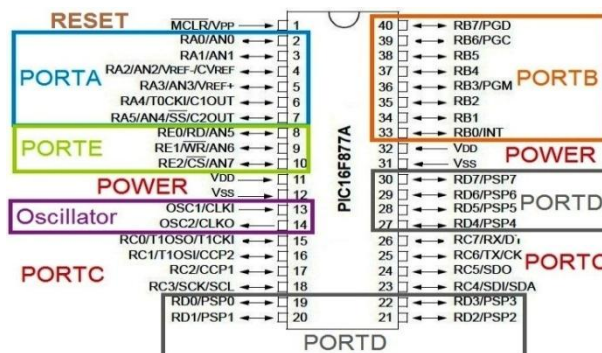 RESET
MCLR/VPP 1
RA0/AN0 2
RA1/AN1 3
RA2/AN2/VREF-/CVREF 4
RA3/AN3/VREF+ 5
RA4/T0CKI/C1OUT 6
RA5/AN4/SS/C2OUT 7
PORTA
RE0/RD/AN5 8
RE1/WR/AN6 9
RE2/CS/AN7 10
PORTE
VDD 11
VSS 12
POWER
OSC1/CLKI 13
OSC2/CLKO 14
Oscillator
RC0/T1OSO/T1CKI 15
RC1/T1OSI/CCP2 16
RC2/CCP1 17
RC3/SCK/SCL 18
PORTC
RD0/PSP0 19
RD1/PSP1 20
PIC16F877A
40 RB7/PGD
39 RB6/PGC
38 RB5
37 RB4
36 RB3/PGM
35 RB2
34 RB1
33 RB0/INT
PORTB
32 VDD
31 VSS
POWER
30 RD7/PSP7
29 RD6/PSP6
28 RD5/PSP5
27 RD4/PSP4
PORTD
26 RC7/RX/DT
25 RC6/TX/CK
24 RC5/SDO
23 RC4/SDI/SDA
PORTC
22 RD3/PSP3
21 RD2/PSP2
PORTD